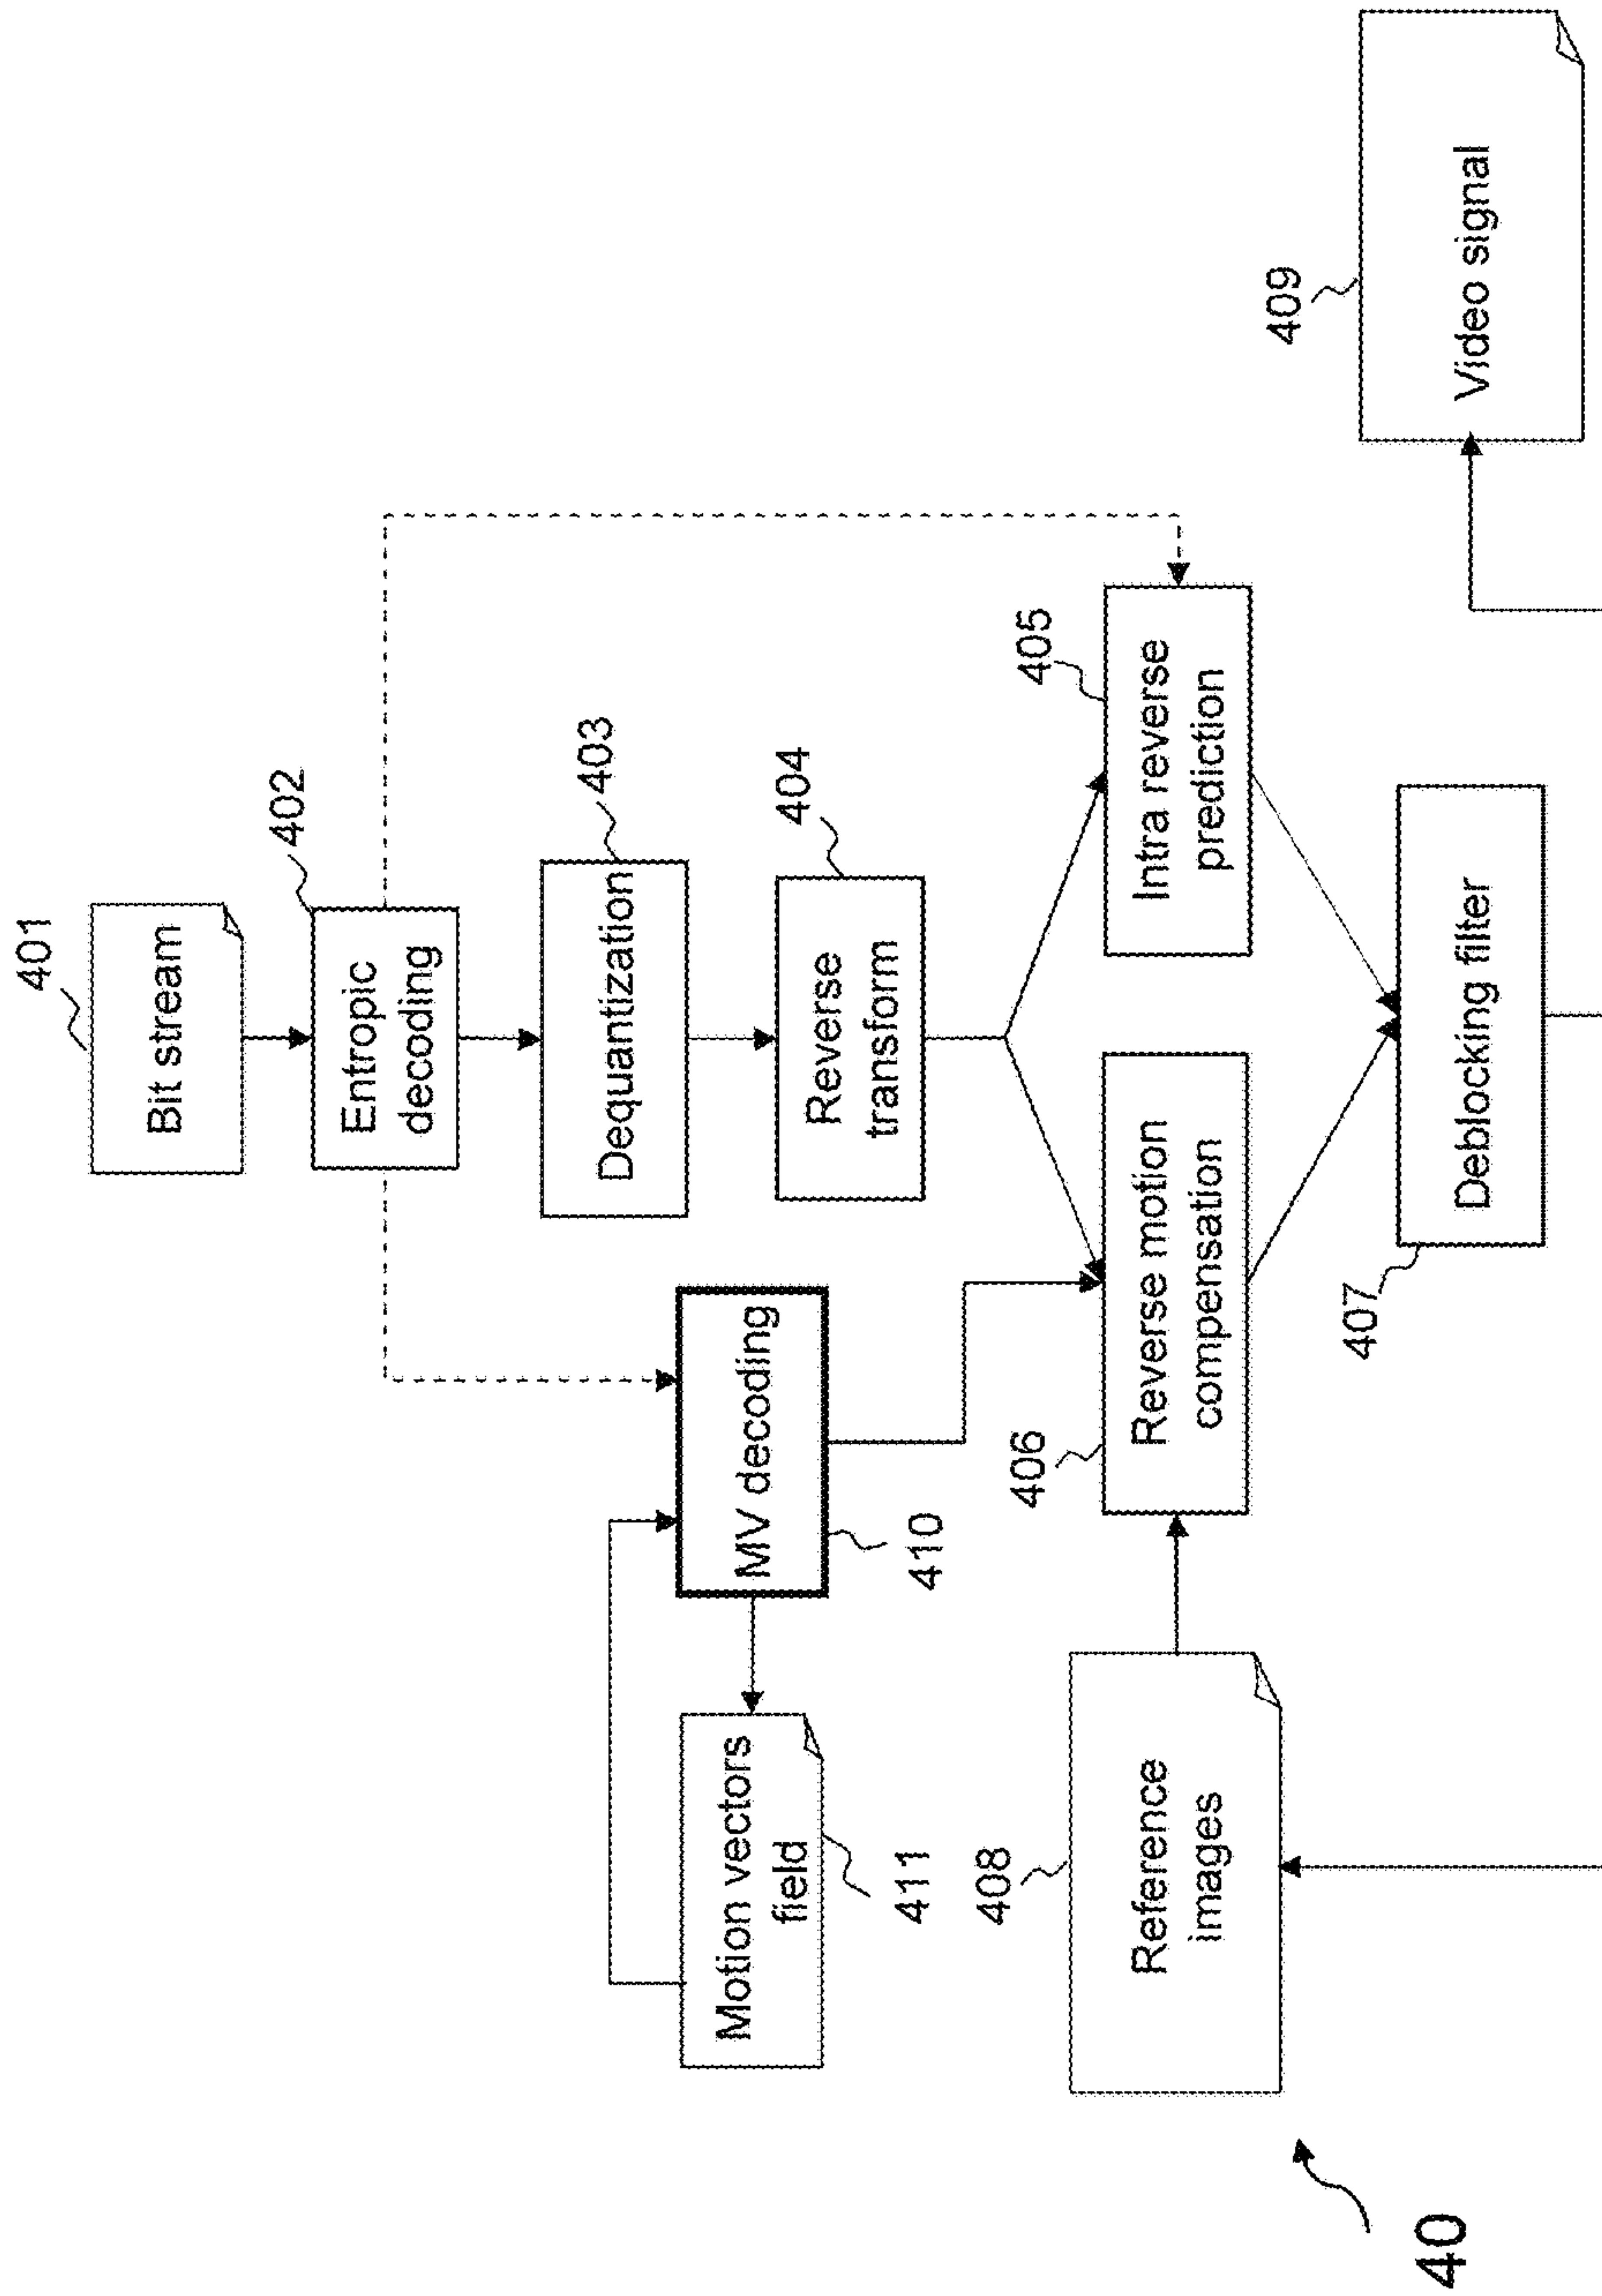 401
Bit stream
402
Entropic
decoding
403
Dequantization
404
Reverse
transform
MV decoding
410
Motion vectors
field
411
405
Intra reverse
prediction
406
Reverse motion
compensation
408
Reference
images
407
Deblocking filter
409
Video signal
40